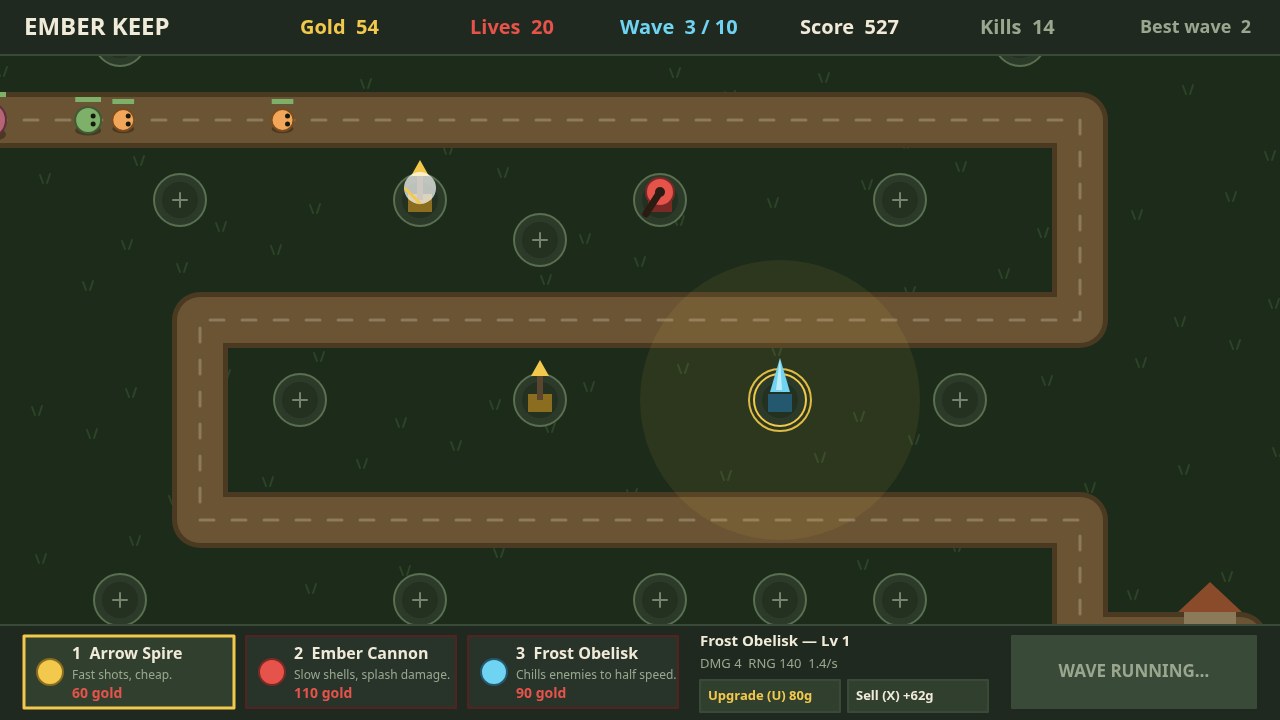 EMBER KEEP
Gold 54
Lives 20
Wave 3 / 10
Score 527
Kills 14
Best wave 2
1 Arrow Spire
Fast shots, cheap.
60 gold
2 Ember Cannon
Slow shells, splash damage.
110 gold
3 Frost Obelisk
Chills enemies to half speed.
90 gold
Frost Obelisk — Lv 1
DMG 4 RNG 140 1.4/s
Upgrade (U) 80g
Sell (X) +62g
WAVE RUNNING...